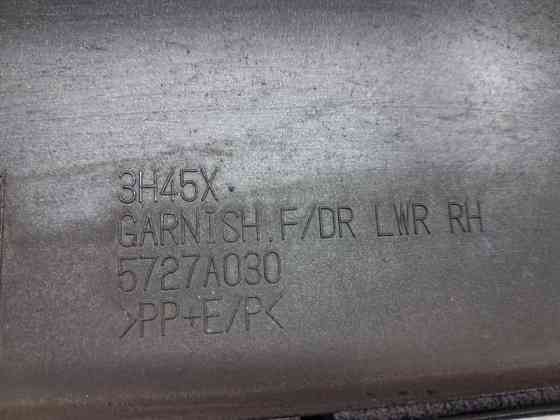 3H45X
GARNISH,F/DR LWR RH
5727A030
>PP+E/P<